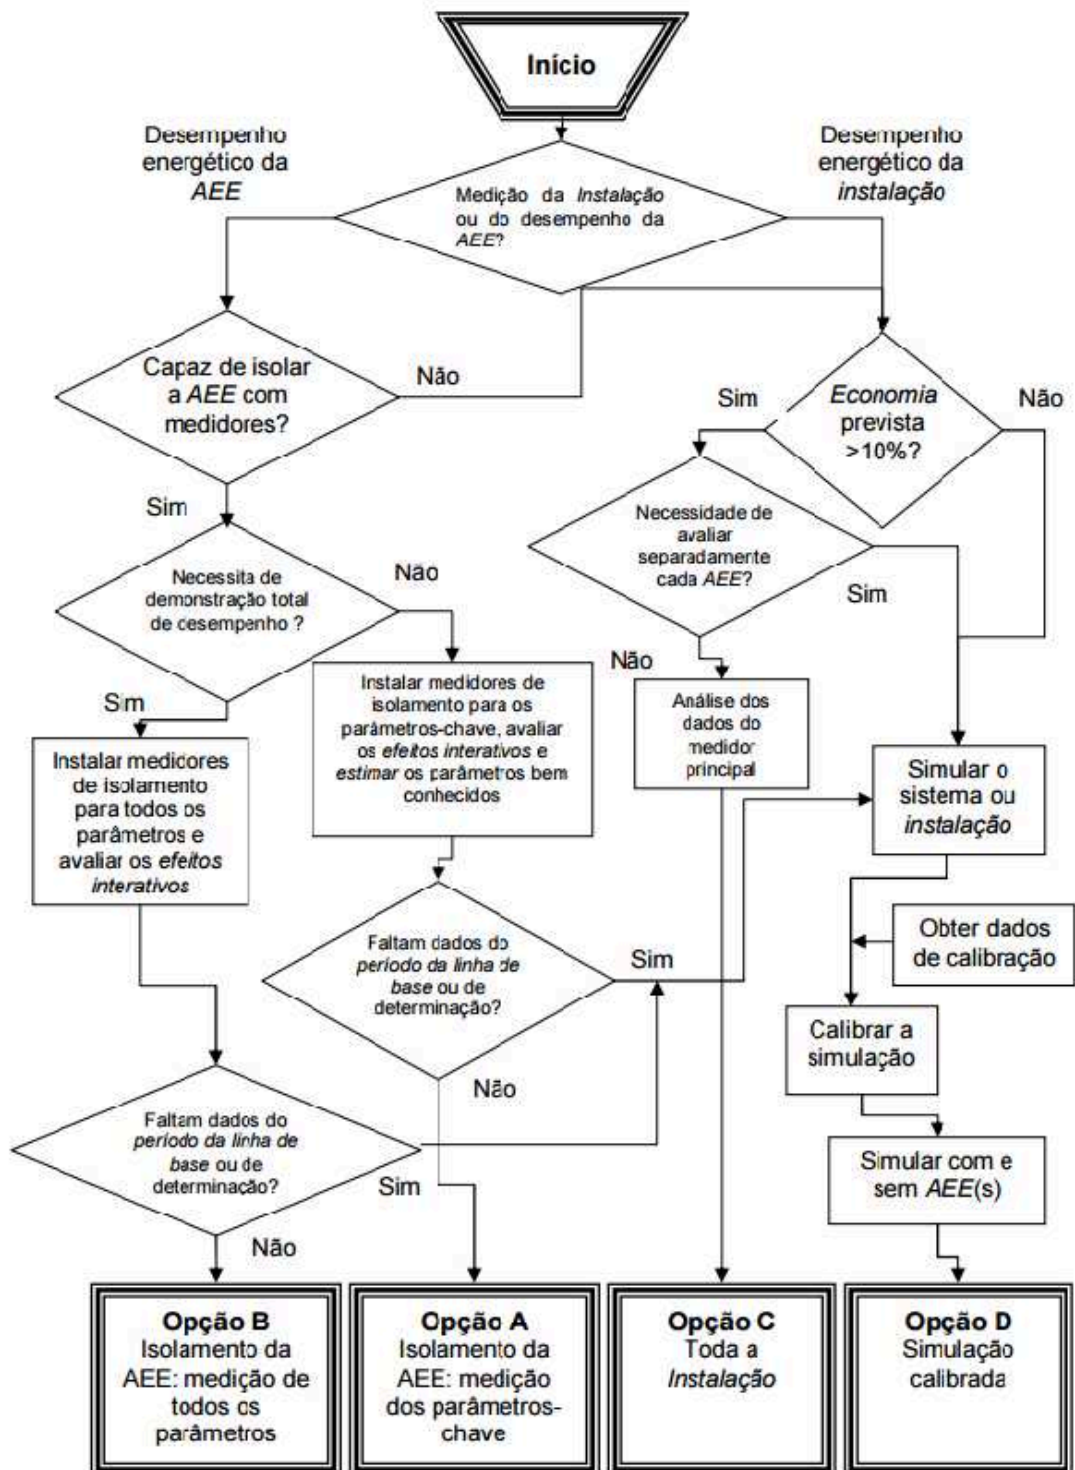 Início
Desempenho
energético da
AEE
Desempenho
energético da
instalação
Medição da Instalação
ou do desempenho da
AEE?
Capaz de isolar
a AEE com
medidores?
Não
Sim
Economia
prevista
>10%?
Não
Sim
Necessidade de
avaliar
separadamente
cada AEE?
Sim
Necessita de
demonstração total
de desempenho ?
Não
Não
Instalar medidores de
isolamento para os
parâmetros-chave, avaliar
os efeitos interativos e
estimar os parâmetros bem
conhecidos
Análise dos
dados do
medidor
principal
Sim
Instalar medidores
de isolamento
para todos os
parâmetros e
avaliar os efeitos
interativos
Simular o
sistema ou
instalação
Faltam dados do
período da linha de
base ou de
determinação?
Sim
Obter dados
de calibração
Calibrar a
simulação
Não
Faltam dados do
período da linha de
base ou de
determinação?
Sim
Simular com e
sem AEE(s)
Não
Opção B
Isolamento da
AEE: medição de
todos os
parâmetros
Opção A
Isolamento da
AEE: medição
dos parâmetros-
chave
Opção C
Toda a
Instalação
Opção D
Simulação
calibrada